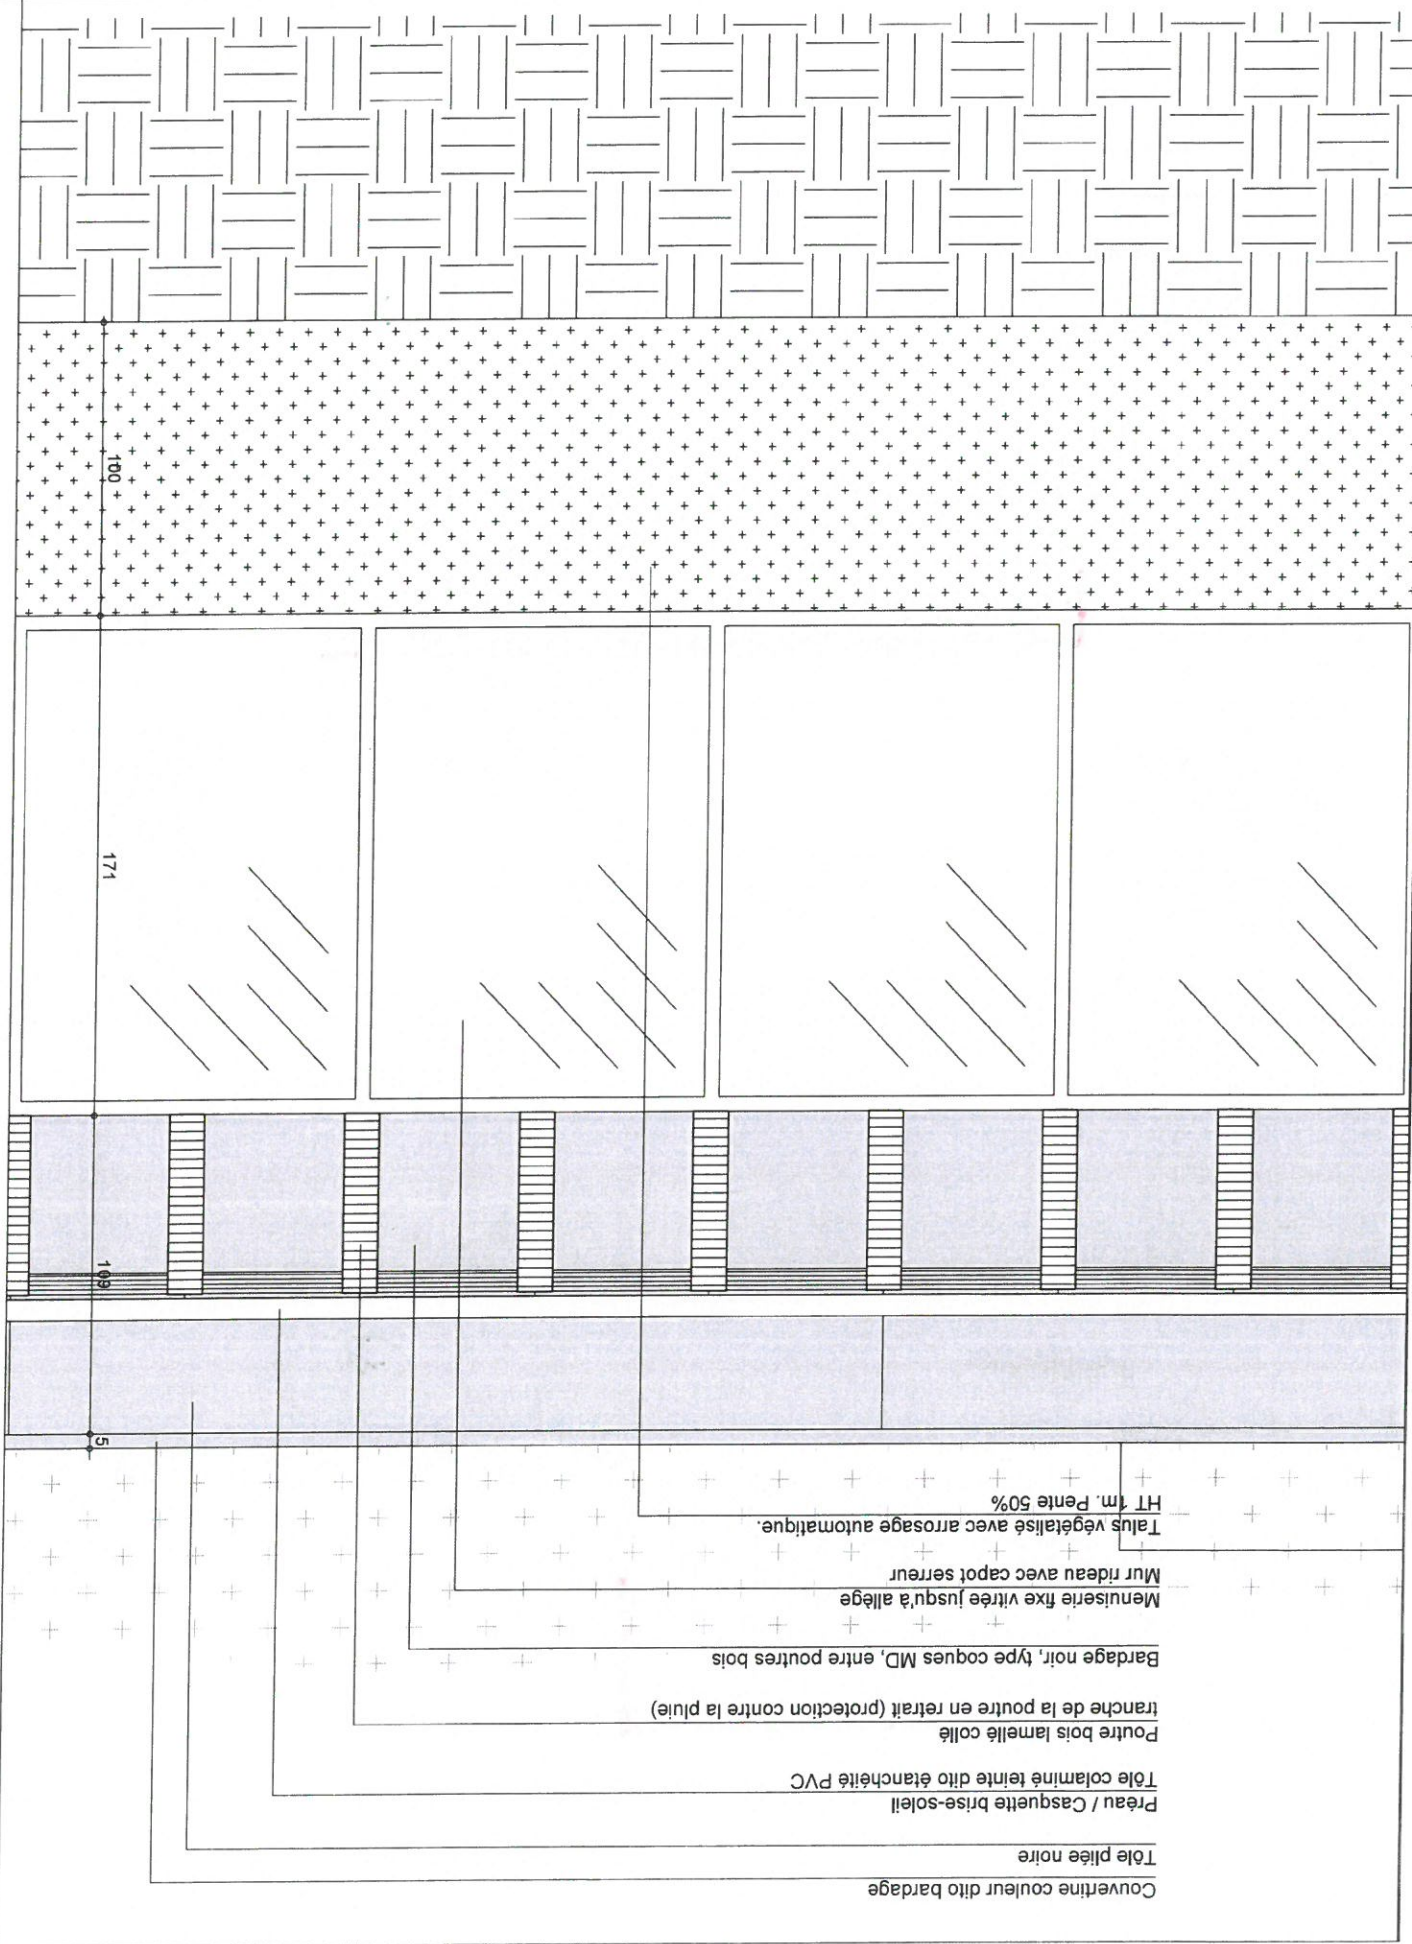 Couvertine couleur dito bardage
Tôle pliée noire
Préau / Casquette brise-soleil
Tôle colaminé teinte dito étanchéité PVC
Poutre bois lamellé collé
tranche de la poutre en retrait (protection contre la pluie)
Bardage noir, type coques MD, entre poutres bois
Menuiserie fixe vitrée jusqu'à allège
Mur rideau avec capot serreur
Talus végétalisé avec arrosage automatique.
HT 1m. Pente 50%
5
109
171
100